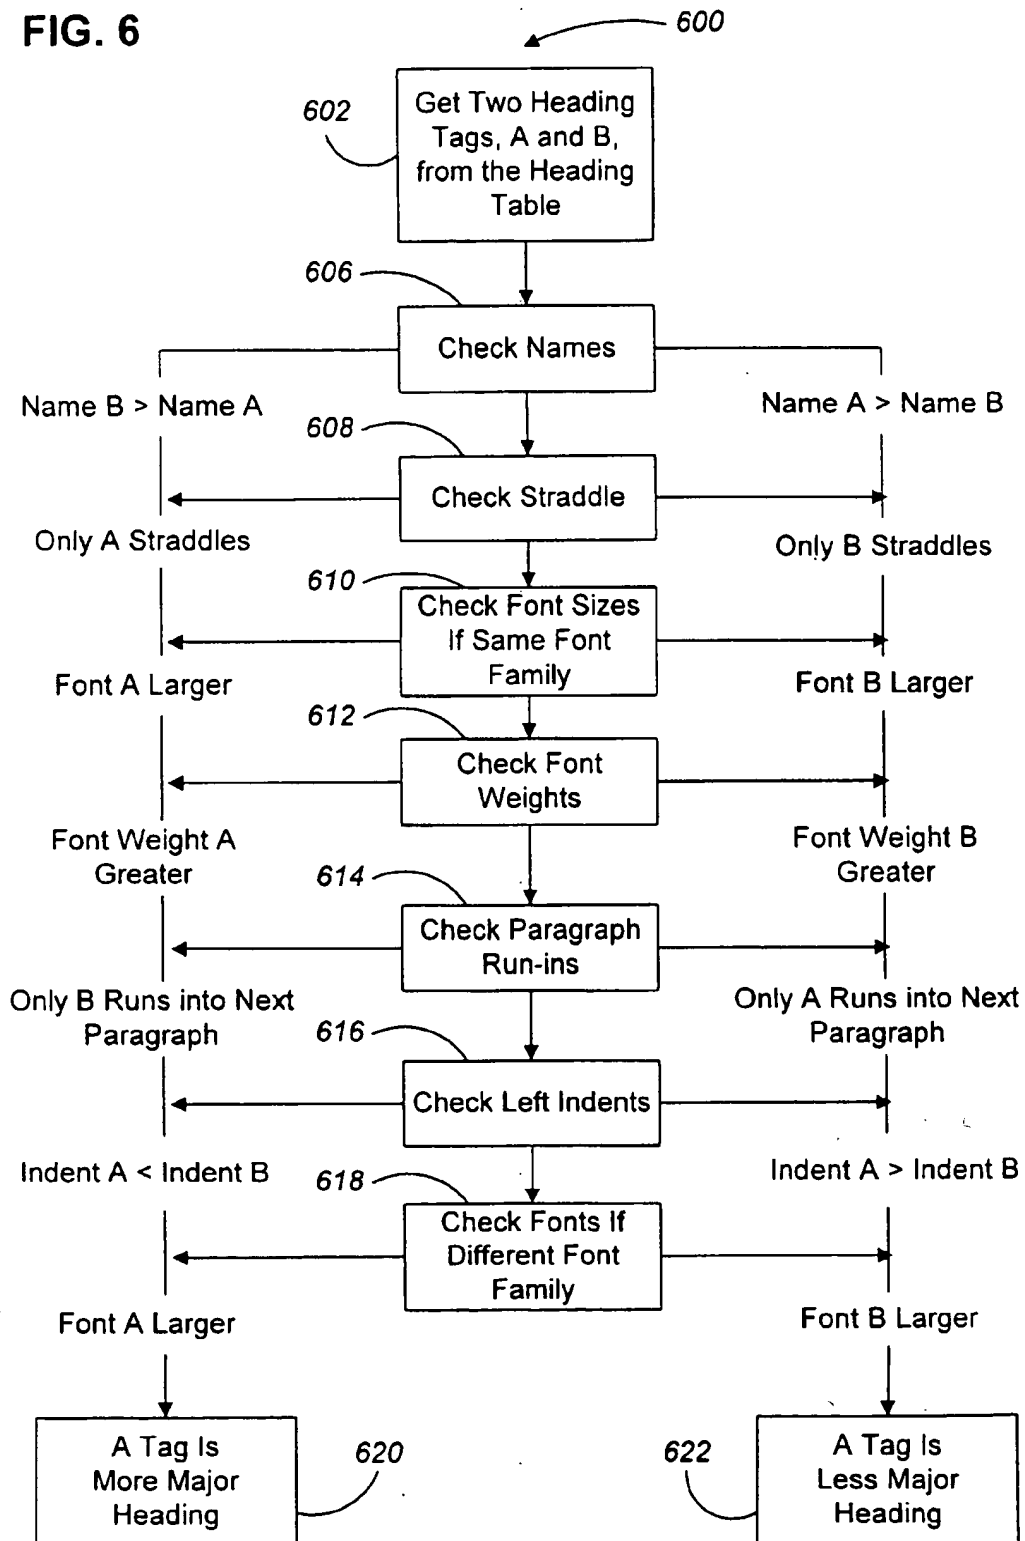 FIG. 6
600
602
Get Two Heading
Tags, A and B,
from the Heading
Table
606
Check Names
Name B > Name A
Name A > Name B
608
Check Straddle
Only A Straddles
Only B Straddles
610
Check Font Sizes
If Same Font
Family
Font A Larger
Font B Larger
612
Check Font
Weights
Font Weight A
Greater
Font Weight B
Greater
614
Check Paragraph
Run-ins
Only B Runs into Next
Paragraph
Only A Runs into Next
Paragraph
616
Check Left Indents
Indent A < Indent B
Indent A > Indent B
618
Check Fonts If
Different Font
Family
Font A Larger
Font B Larger
A Tag Is
More Major
Heading
620
622
A Tag Is
Less Major
Heading